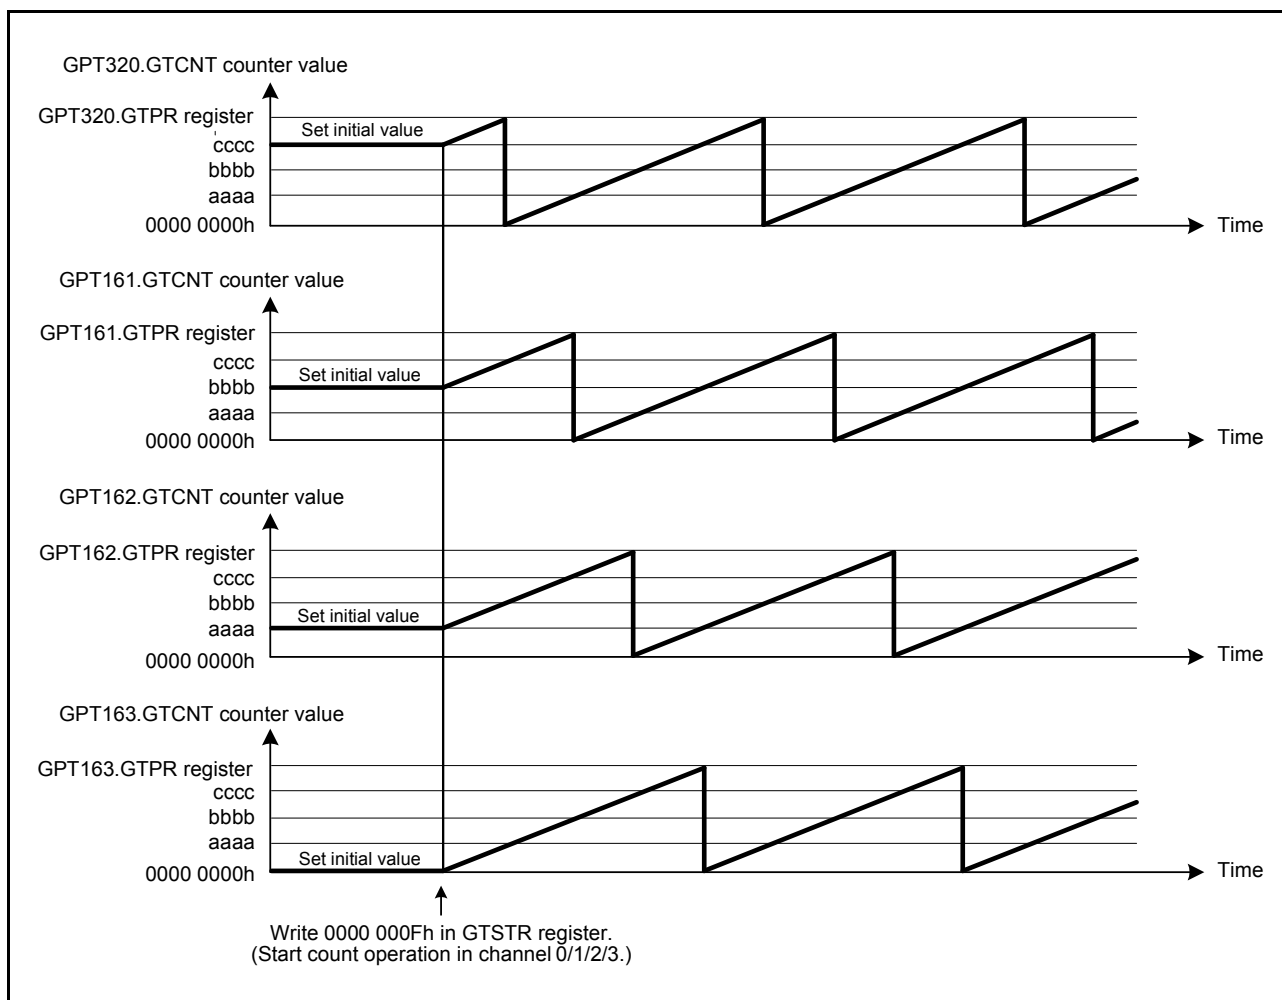 GPT320.GTCNT counter value
GPT320.GTPR register
Set initial value
cccc
bbbb
aaaa
0000 0000h
Time
GPT161.GTCNT counter value
GPT161.GTPR register
cccc
Set initial value
bbbb
aaaa
0000 0000h
Time
GPT162.GTCNT counter value
GPT162.GTPR register
cccc
bbbb
Set initial value
aaaa
0000 0000h
Time
GPT163.GTCNT counter value
GPT163.GTPR register
cccc
bbbb
aaaa
Set initial value
0000 0000h
Time
Write 0000 000Fh in GTSTR register.
(Start count operation in channel 0/1/2/3.)